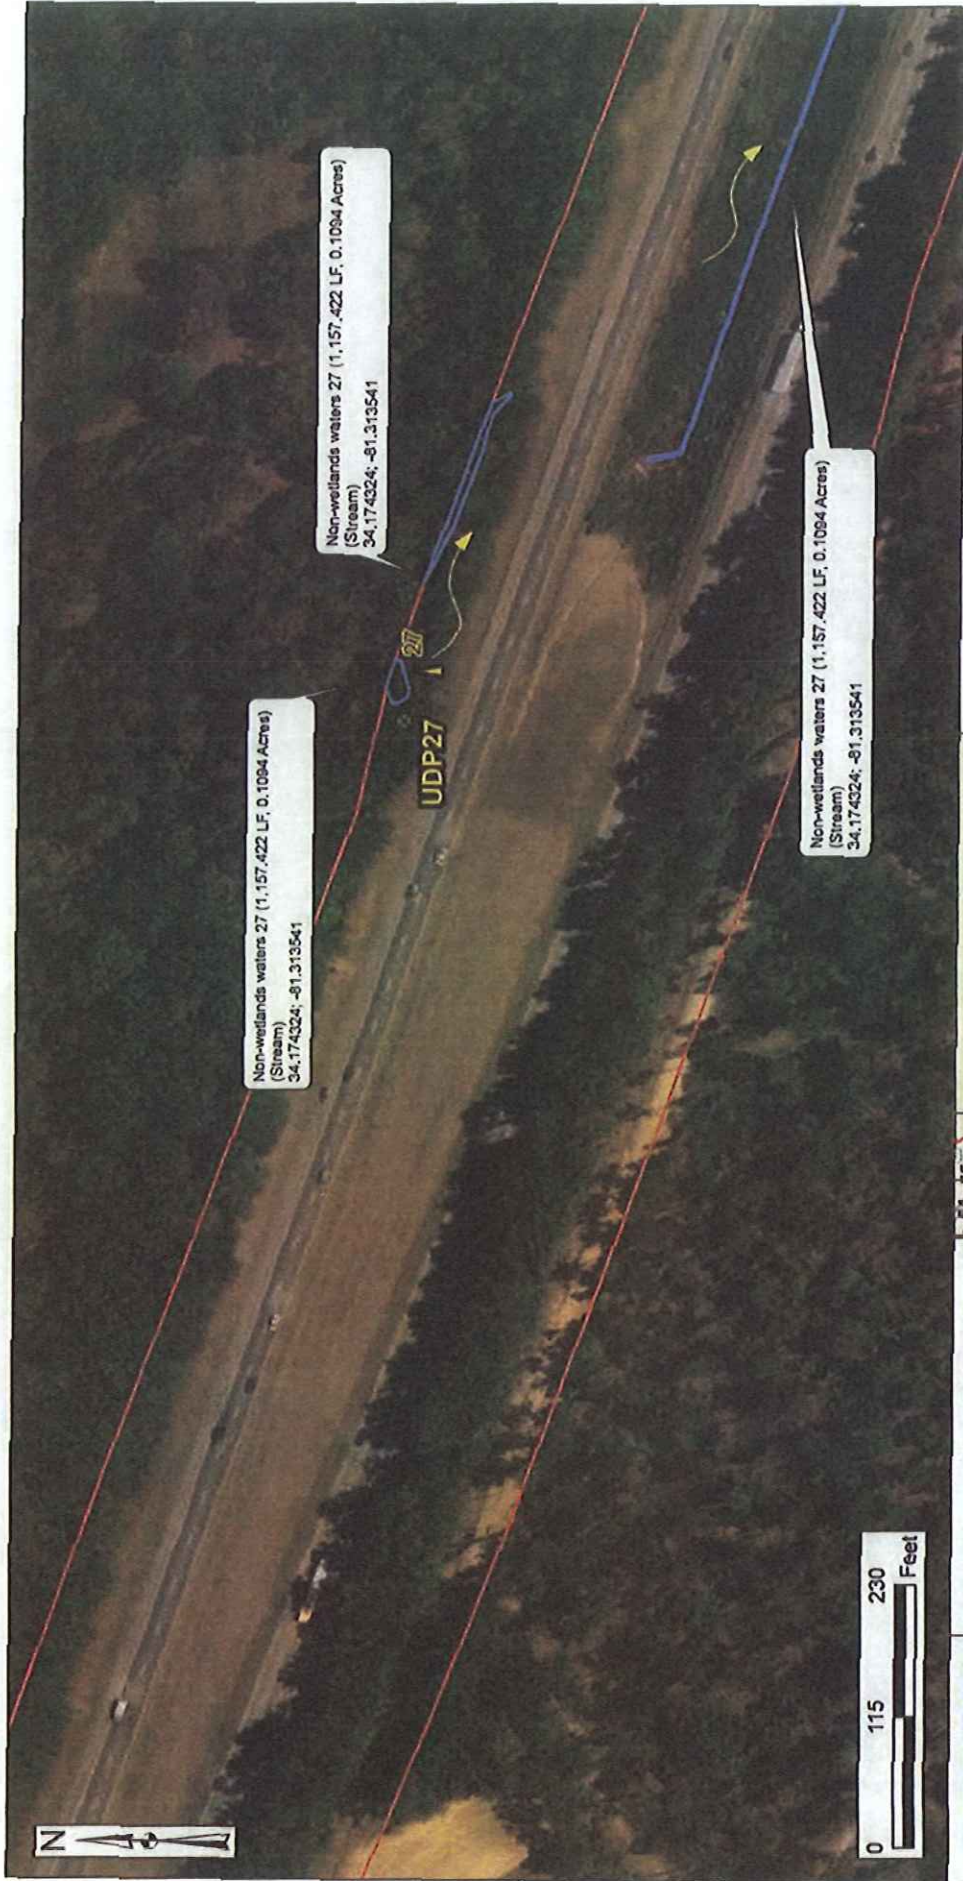 N
Non-wetlands waters 27 (1,157.422 LF, 0.1094 Acres)
(Stream)
34.174324; -81.313541
Non-wetlands waters 27 (1,157.422 LF, 0.1094 Acres)
(Stream)
34.174324; -81.313541
27
UDP27
Non-wetlands waters 27 (1,157.422 LF, 0.1094 Acres)
(Stream)
34.174324; -81.313541
0 115 230
Feet